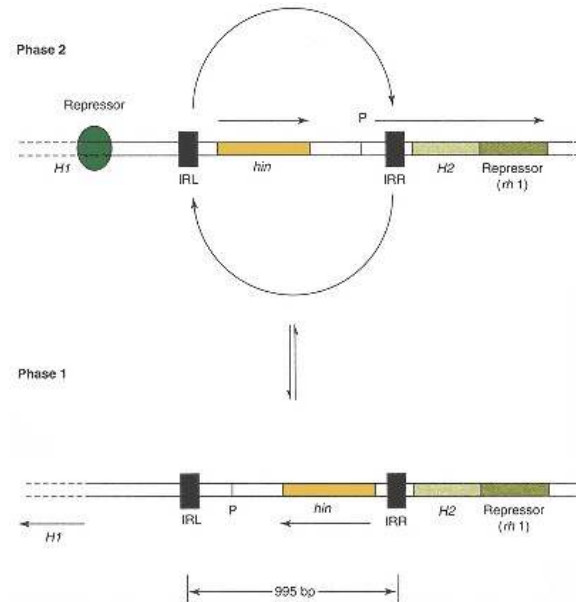 Phase 2
Repressor
P
H1
IRL
hin
IRR
H2
Repressor
(rh 1)
Phase 1
H1
IRL
P
hin
IRR
H2
Repressor
(rh 1)
995 bp